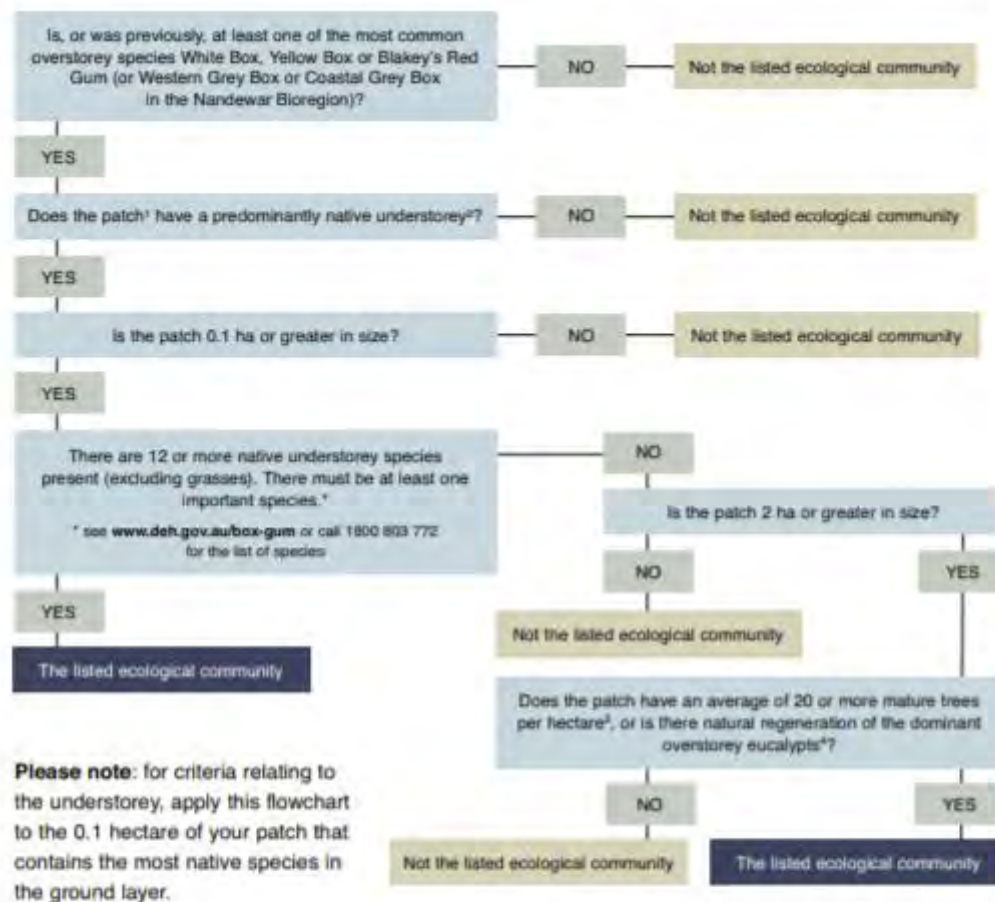 Is, or was previously, at least one of the most common
overstorey species White Box, Yellow Box or Blakey's Red
Gum (or Western Grey Box or Coastal Grey Box
in the Nandewar Bioregion)?
NO
Not the listed ecological community
YES
Does the patch¹ have a predominantly native understorey²?
NO
Not the listed ecological community
YES
Is the patch 0.1 ha or greater in size?
NO
Not the listed ecological community
YES
There are 12 or more native understorey species
present (excluding grasses). There must be at least one
important species.*
* see www.deh.gov.au/box-gum or call 1800 803 772
for the list of species
NO
Is the patch 2 ha or greater in size?
NO
YES
YES
Not the listed ecological community
The listed ecological community
Does the patch have an average of 20 or more mature trees
per hectare³, or is there natural regeneration of the dominant
overstorey eucalypts⁴?
Please note: for criteria relating to
the understorey, apply this flowchart
to the 0.1 hectare of your patch that
contains the most native species in
the ground layer.
NO
YES
Not the listed ecological community
The listed ecological community